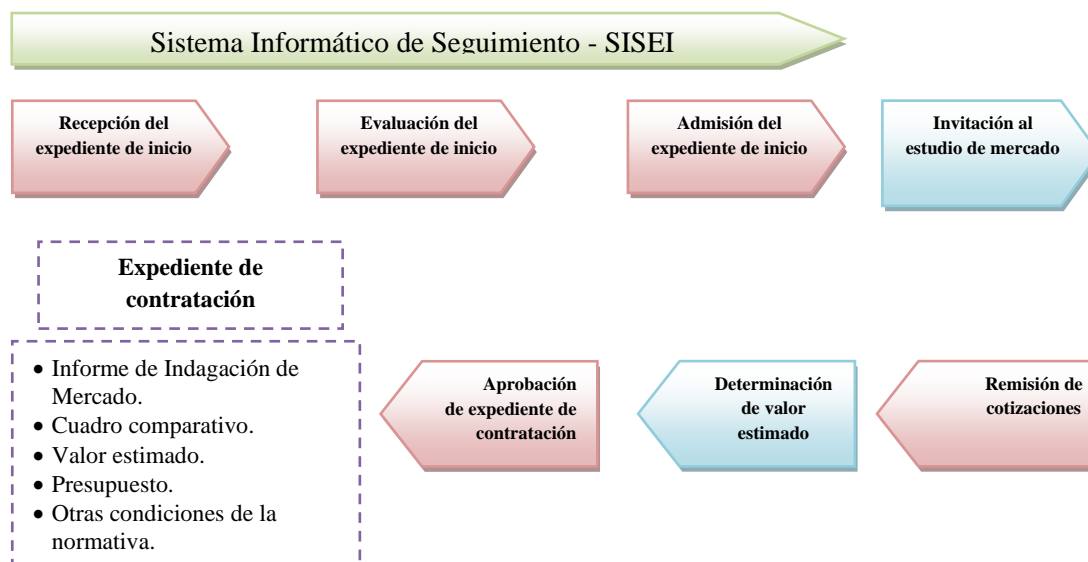 Sistema Informático de Seguimiento - SISEI
Recepción del
expediente de inicio
Evaluación del
expediente de inicio
Admisión del
expediente de inicio
Invitación al
estudio de mercado
Expediente de
contratación
• Informe de Indagación de
Mercado.
• Cuadro comparativo.
• Valor estimado.
• Presupuesto.
• Otras condiciones de la
normativa.
Aprobación
de expediente de
contratación
Determinación
de valor
estimado
Remisión de
cotizaciones